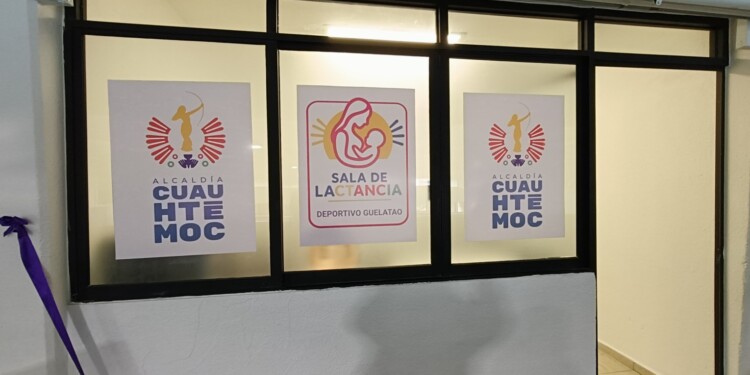 ALCALDÍA
CUAU
HTE
MOC
SALA DE
LACTANCIA
DEPORTIVO GUELATAO
ALCALDÍA
CUAU
HTE
MOC